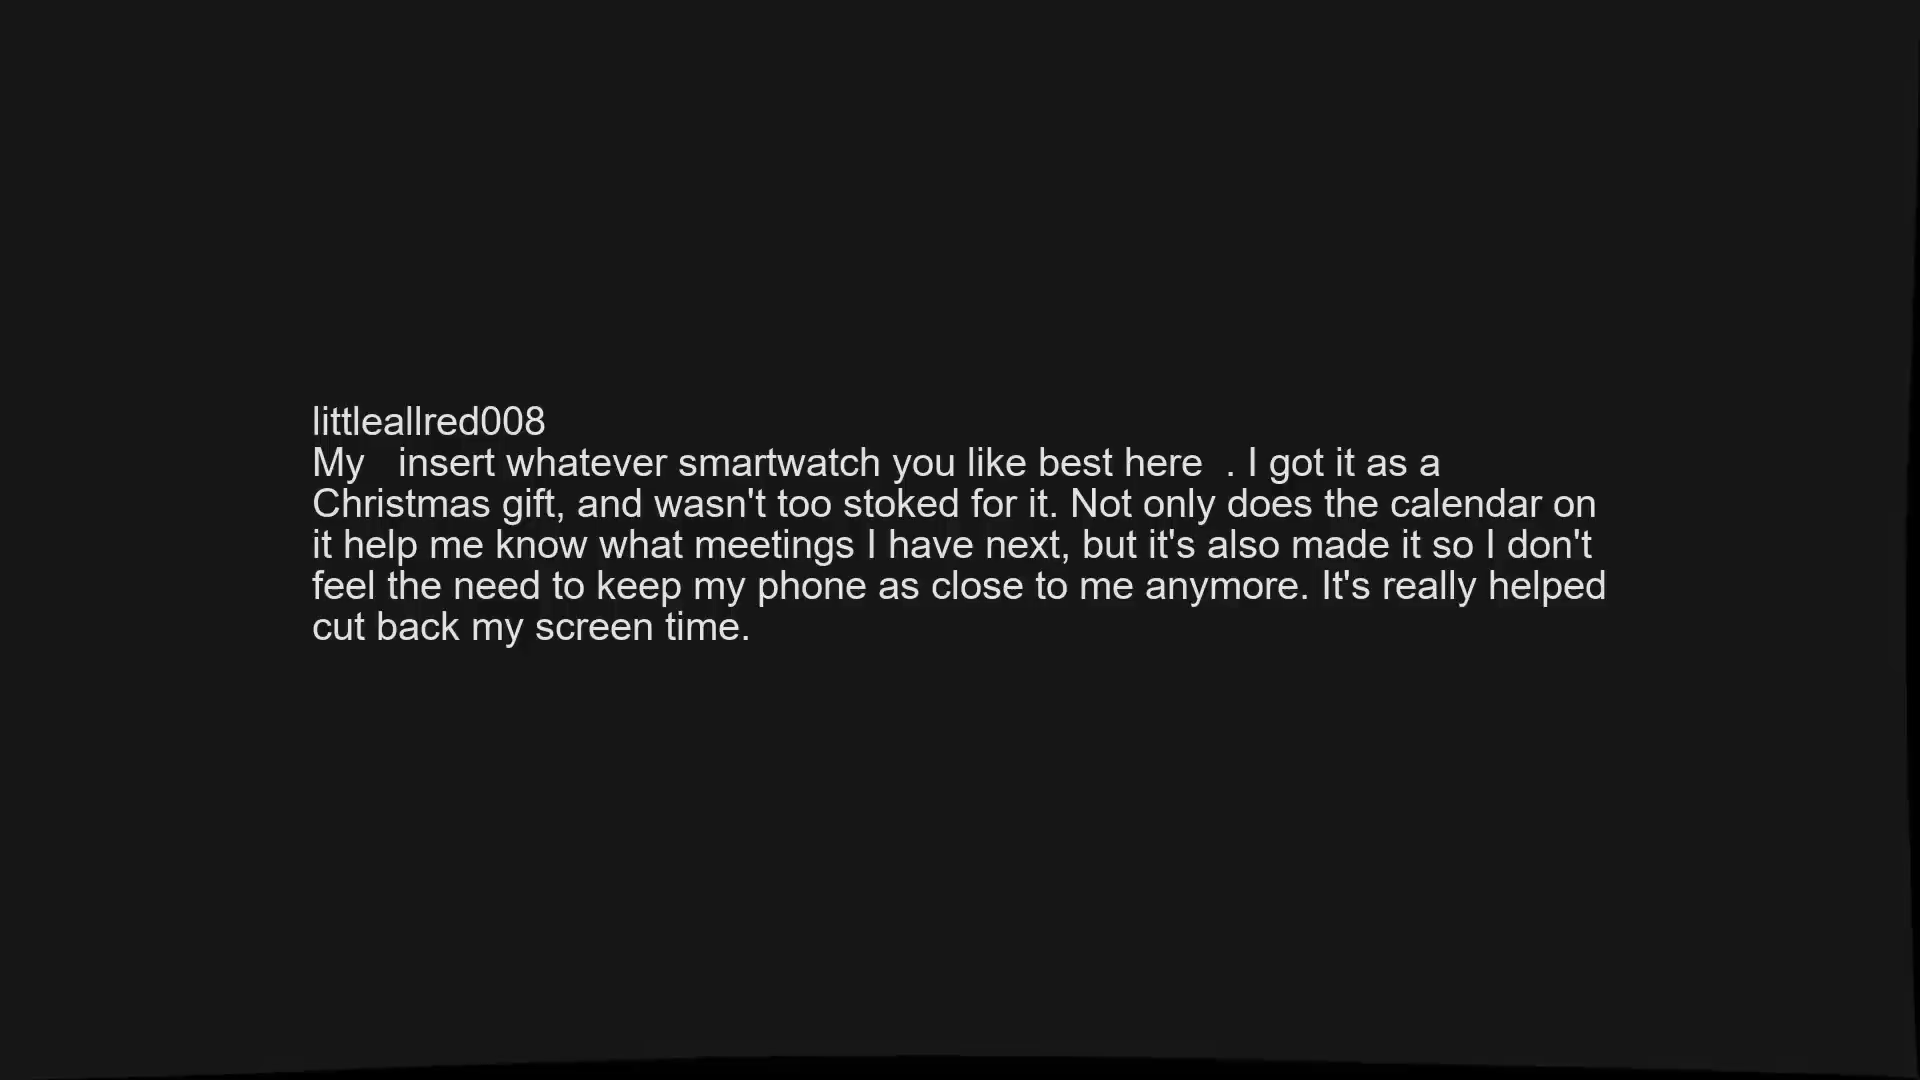 littleallred008
My   insert whatever smartwatch you like best here  . I got it as a
Christmas gift, and wasn't too stoked for it. Not only does the calendar on
it help me know what meetings I have next, but it's also made it so I don't
feel the need to keep my phone as close to me anymore. It's really helped
cut back my screen time.